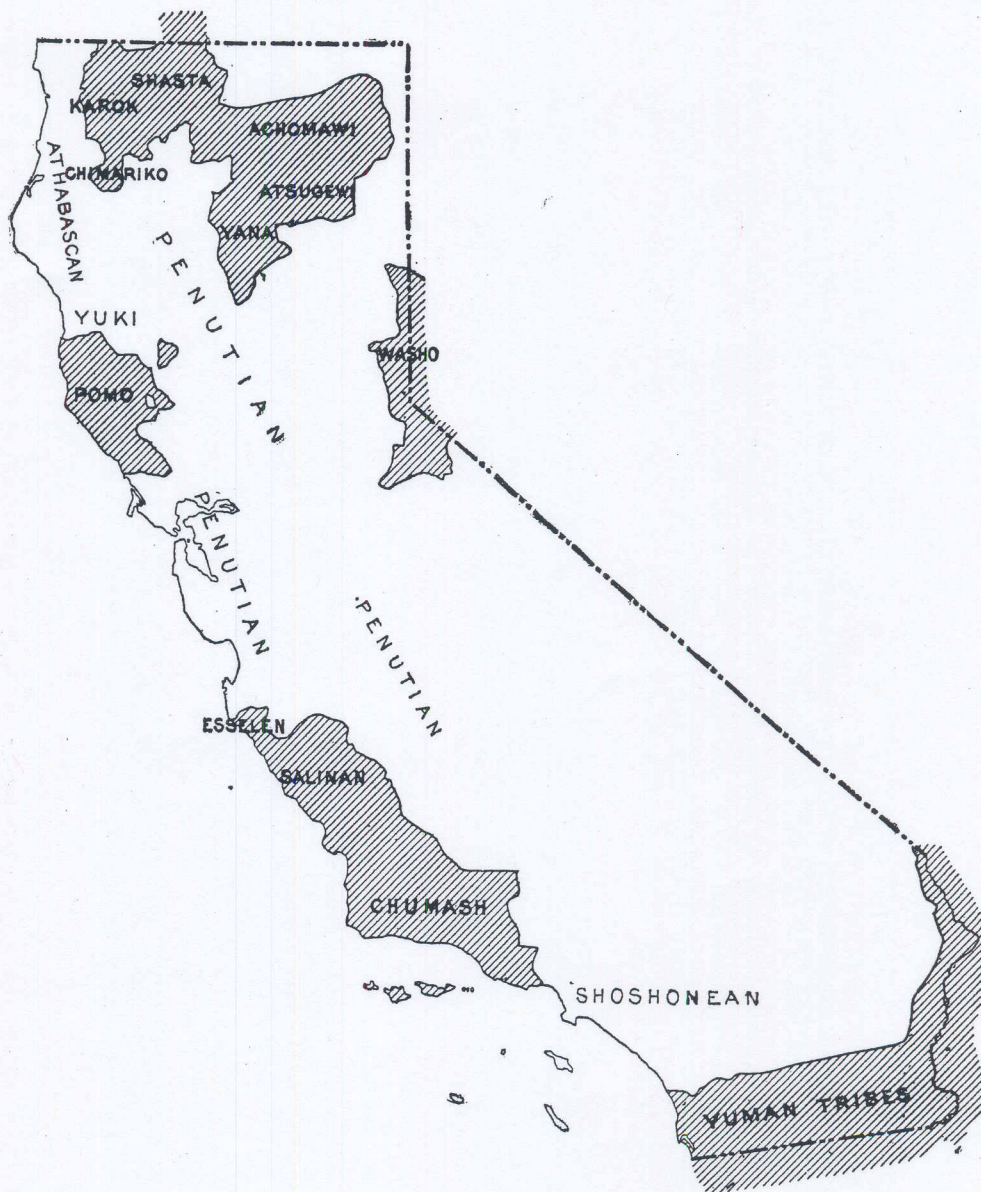 SHASTA
KAROK
ACHOMAWI
ATHABASCAN
CHIMARIKO
ATSUGEWI
YANA
PENUTIAN
YUKI
WASHO
POMO
PENUTIAN
PENUTIAN
ESSELEN
SALINAN
CHUMASH
SHOSHONEAN
YUMAN TRIBES